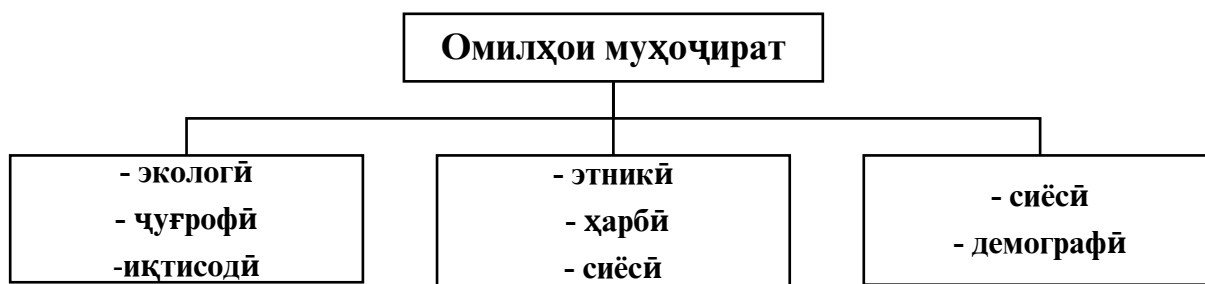 Омилҳои муҳоҷират
- экологӣ
- ҷуғрофӣ
-иқтисодӣ
- этникӣ
- ҳарбӣ
- сиёсӣ
- сиёсӣ
- демографӣ